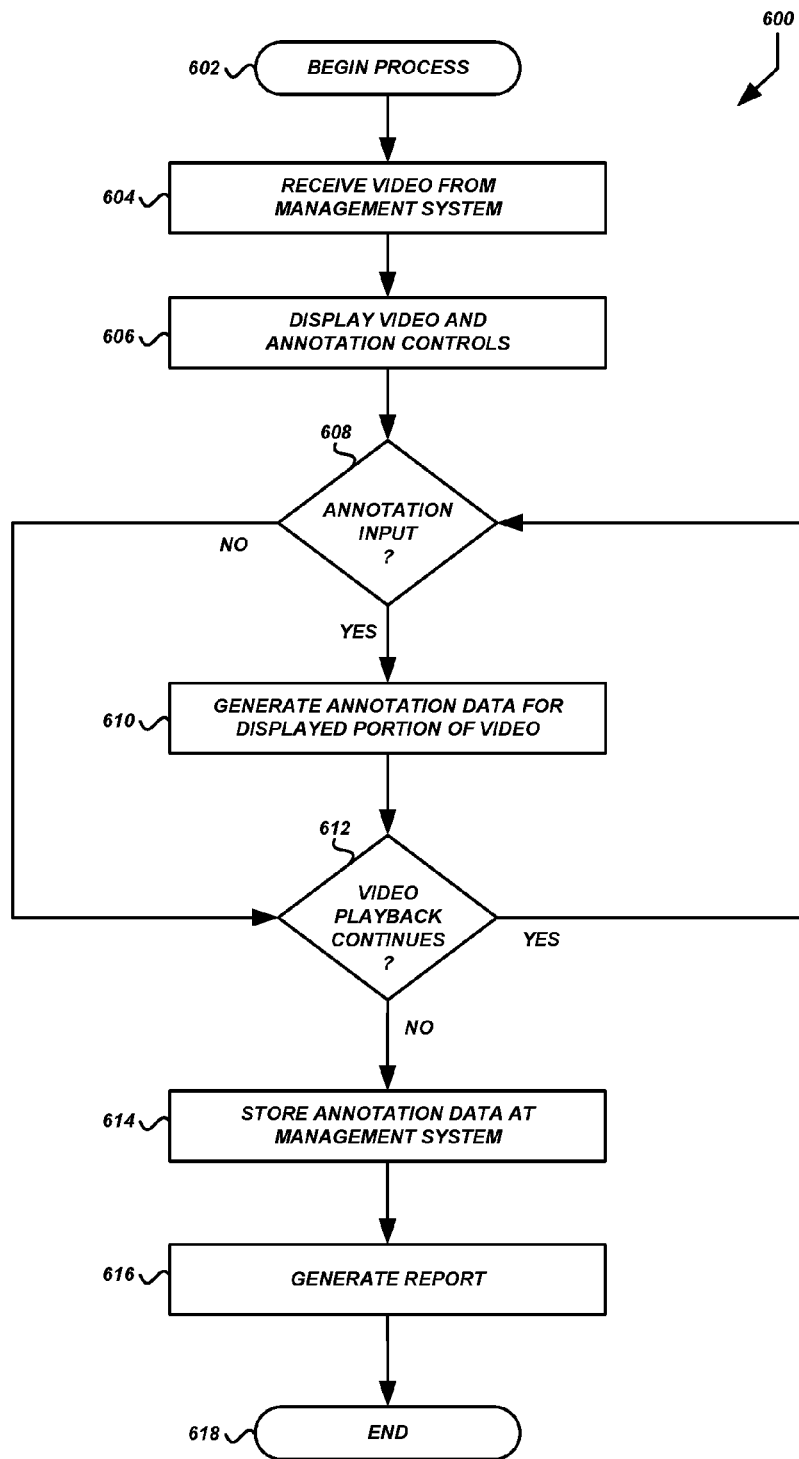 600
602
BEGIN PROCESS
604
RECEIVE VIDEO FROM
MANAGEMENT SYSTEM
606
DISPLAY VIDEO AND
ANNOTATION CONTROLS
608
ANNOTATION
INPUT
?
NO
YES
610
GENERATE ANNOTATION DATA FOR
DISPLAYED PORTION OF VIDEO
612
VIDEO
PLAYBACK
CONTINUES
?
YES
NO
614
STORE ANNOTATION DATA AT
MANAGEMENT SYSTEM
616
GENERATE REPORT
618
END